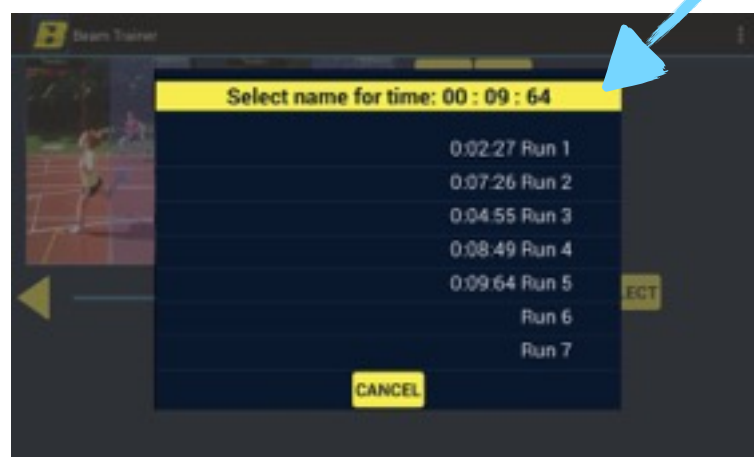 B Beam Trainer
Select name for time: 00 : 09 : 64
0:02:27 Run 1
0:07:26 Run 2
0:04:55 Run 3
0:08:49 Run 4
0:09:64 Run 5
LECT
Run 6
Run 7
CANCEL